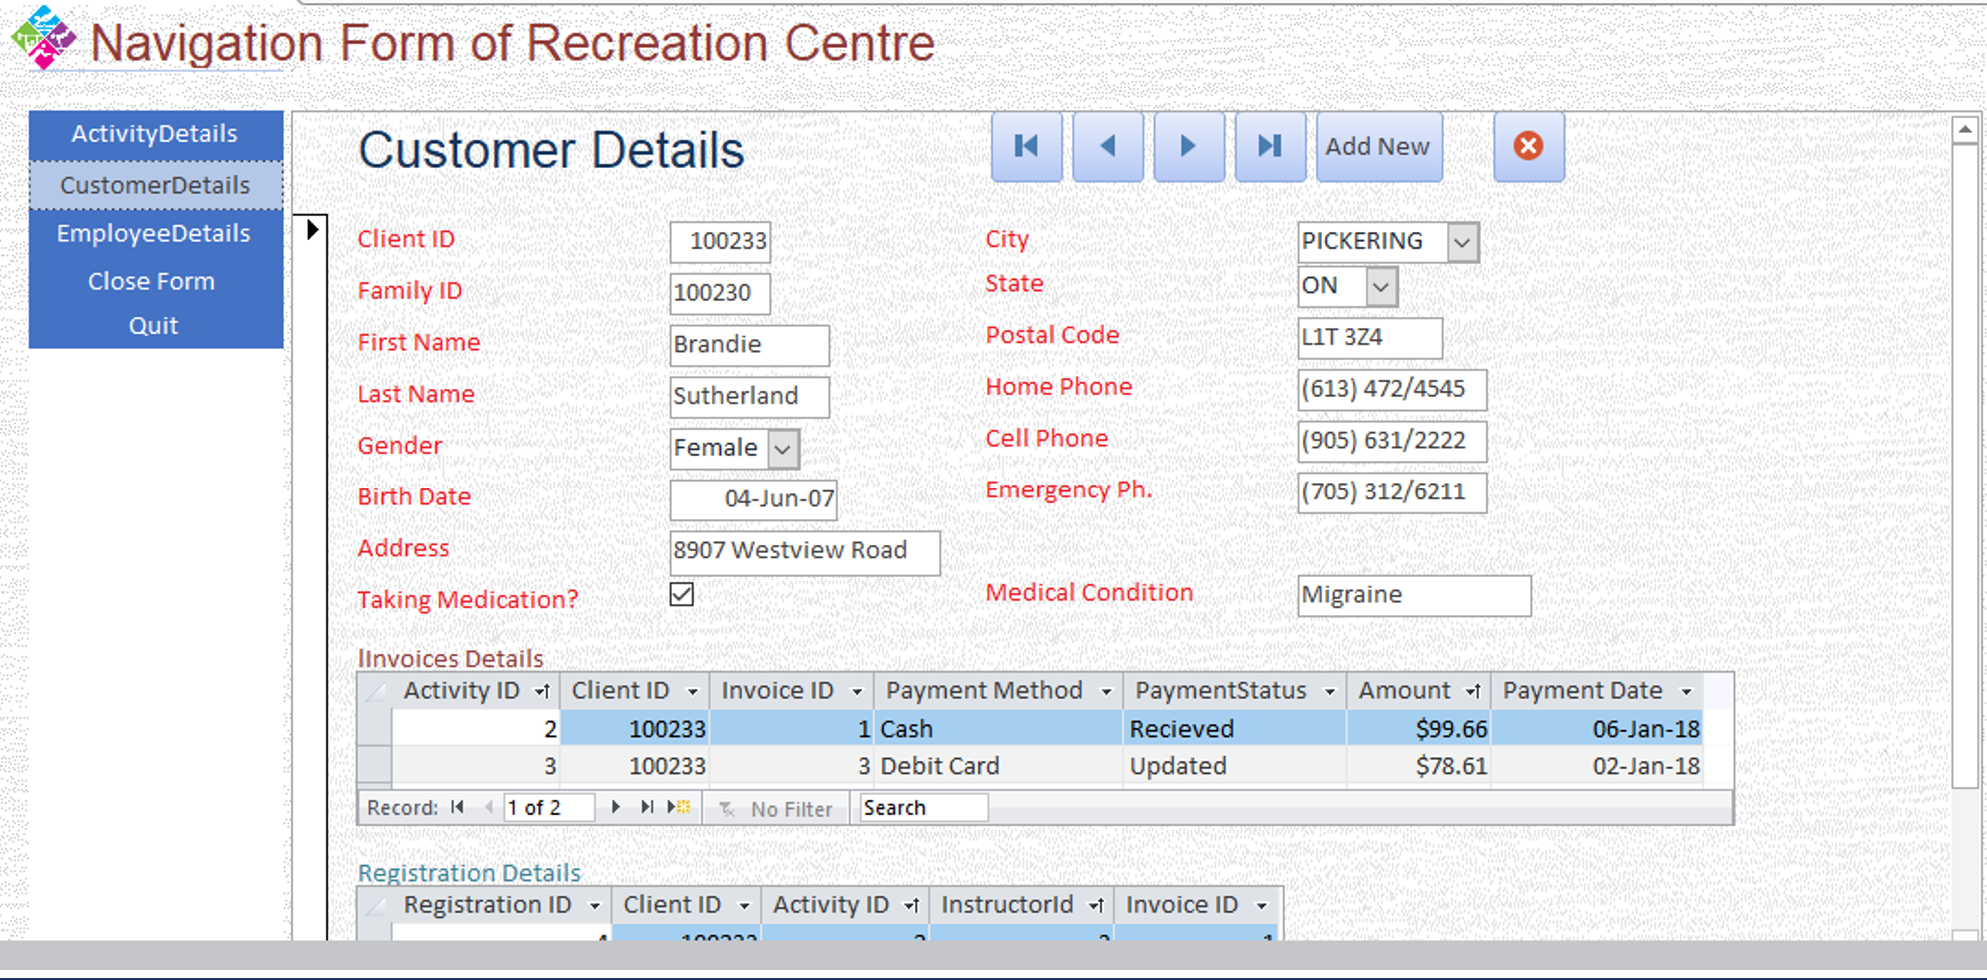 Navigation Form of Recreation Centre
ActivityDetails
CustomerDetails
EmployeeDetails
Close Form
Quit
Customer Details
Add New
Client ID 100233 City PICKERING
Family ID 100230 State ON
First Name Brandie Postal Code L1T 3Z4
Last Name Sutherland Home Phone (613) 472/4545
Gender Female Cell Phone (905) 631/2222
Birth Date 04-Jun-07 Emergency Ph. (705) 312/6211
Address 8907 Westview Road
Taking Medication? Medical Condition Migraine
lInvoices Details
Activity ID Client ID Invoice ID Payment Method PaymentStatus Amount Payment Date
2 100233 1 Cash Recieved $99.66 06-Jan-18
3 100233 3 Debit Card Updated $78.61 02-Jan-18
Record: 1 of 2 No Filter Search
Registration Details
Registration ID Client ID Activity ID InstructorId Invoice ID